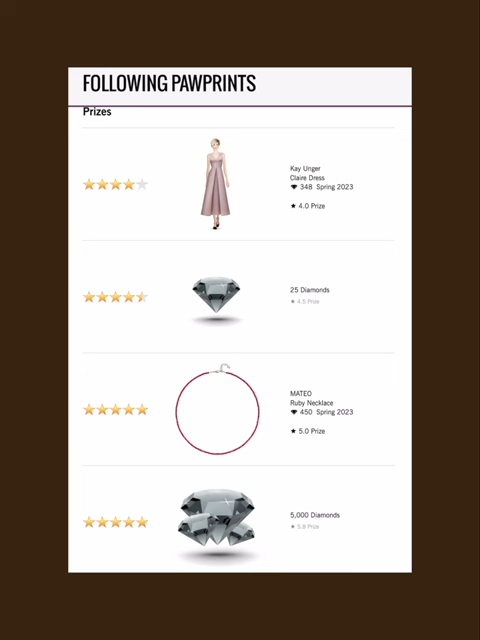 FOLLOWING PAWPRINTS
Prizes
Kay Unger
Claire Dress
348 Spring 2023
★ 4.0 Prize
25 Diamonds
★ 4.5 Prize
MATEO
Ruby Necklace
450 Spring 2023
★ 5.0 Prize
5,000 Diamonds
★ 5.8 Prize